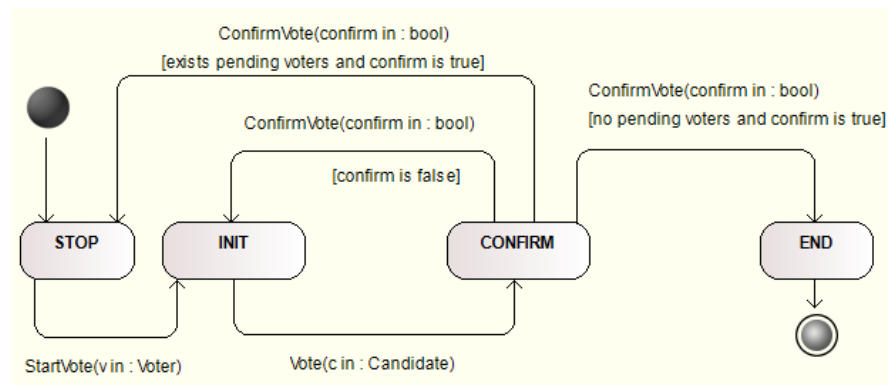 ConfirmVote(confirm in : bool)
[exists pending voters and confirm is true]
ConfirmVote(confirm in : bool)
[no pending voters and confirm is true]
ConfirmVote(confirm in : bool)
[confirm is false]
STOP
INIT
CONFIRM
END
StartVote(v in : Voter)
Vote(c in : Candidate)